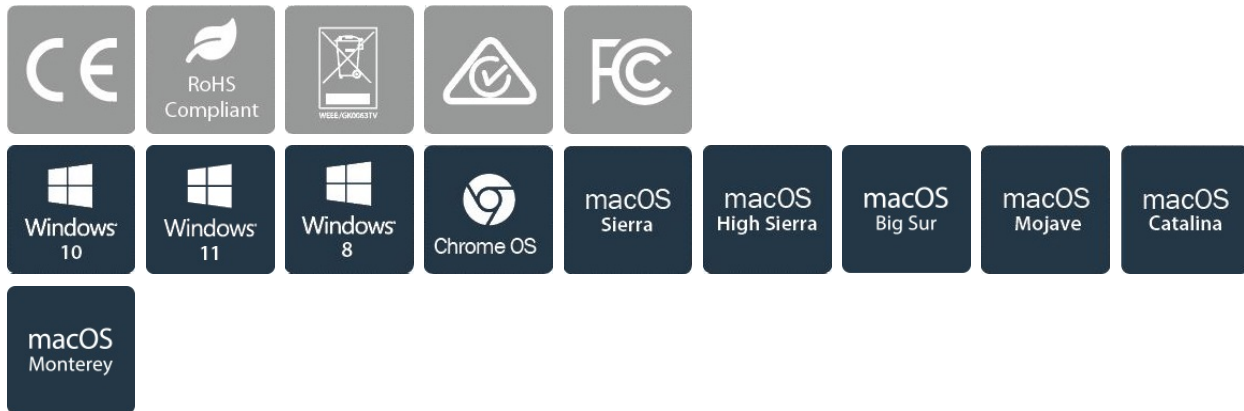 CE
RoHS
Compliant
WEEE/GK0063TV
FC
Windows
10
Windows
11
Windows
8
Chrome OS
macOS
Sierra
macOS
High Sierra
macOS
Big Sur
macOS
Mojave
macOS
Catalina
macOS
Monterey